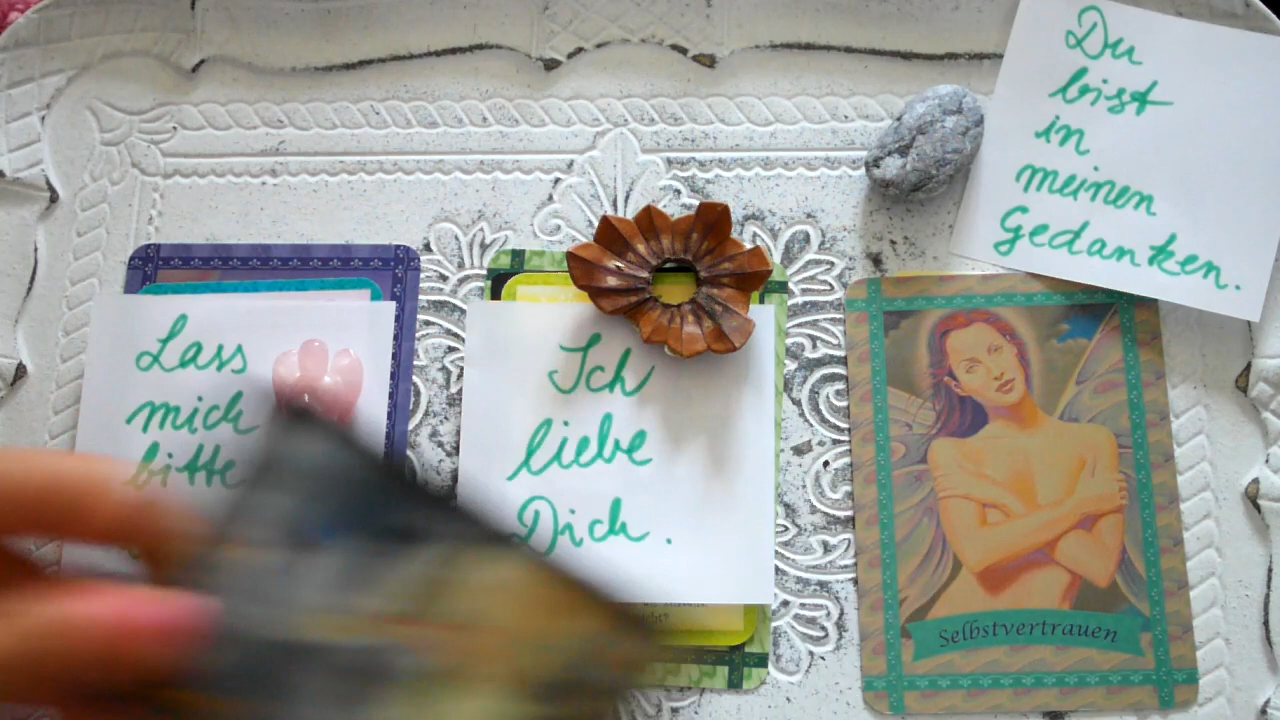 Du
bist
in
meinen
Gedanken.
Lass
mich
bitte
Ich
liebe
Dich.
Selbstvertrauen